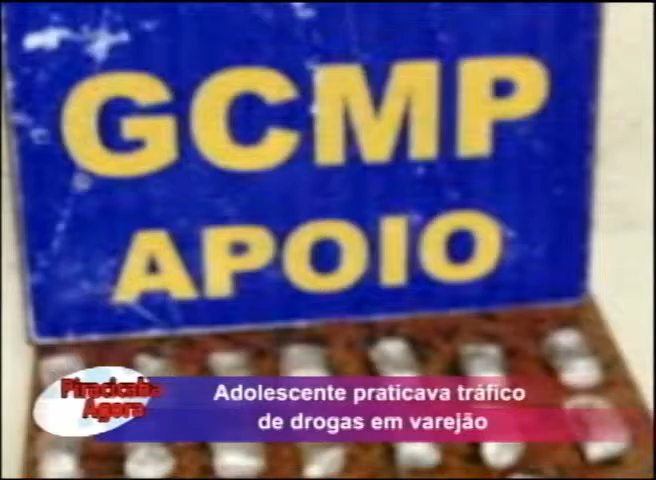 GCMP
APOIO
Piracicaba
Agora
Adolescente praticava tráfico
de drogas em varejão